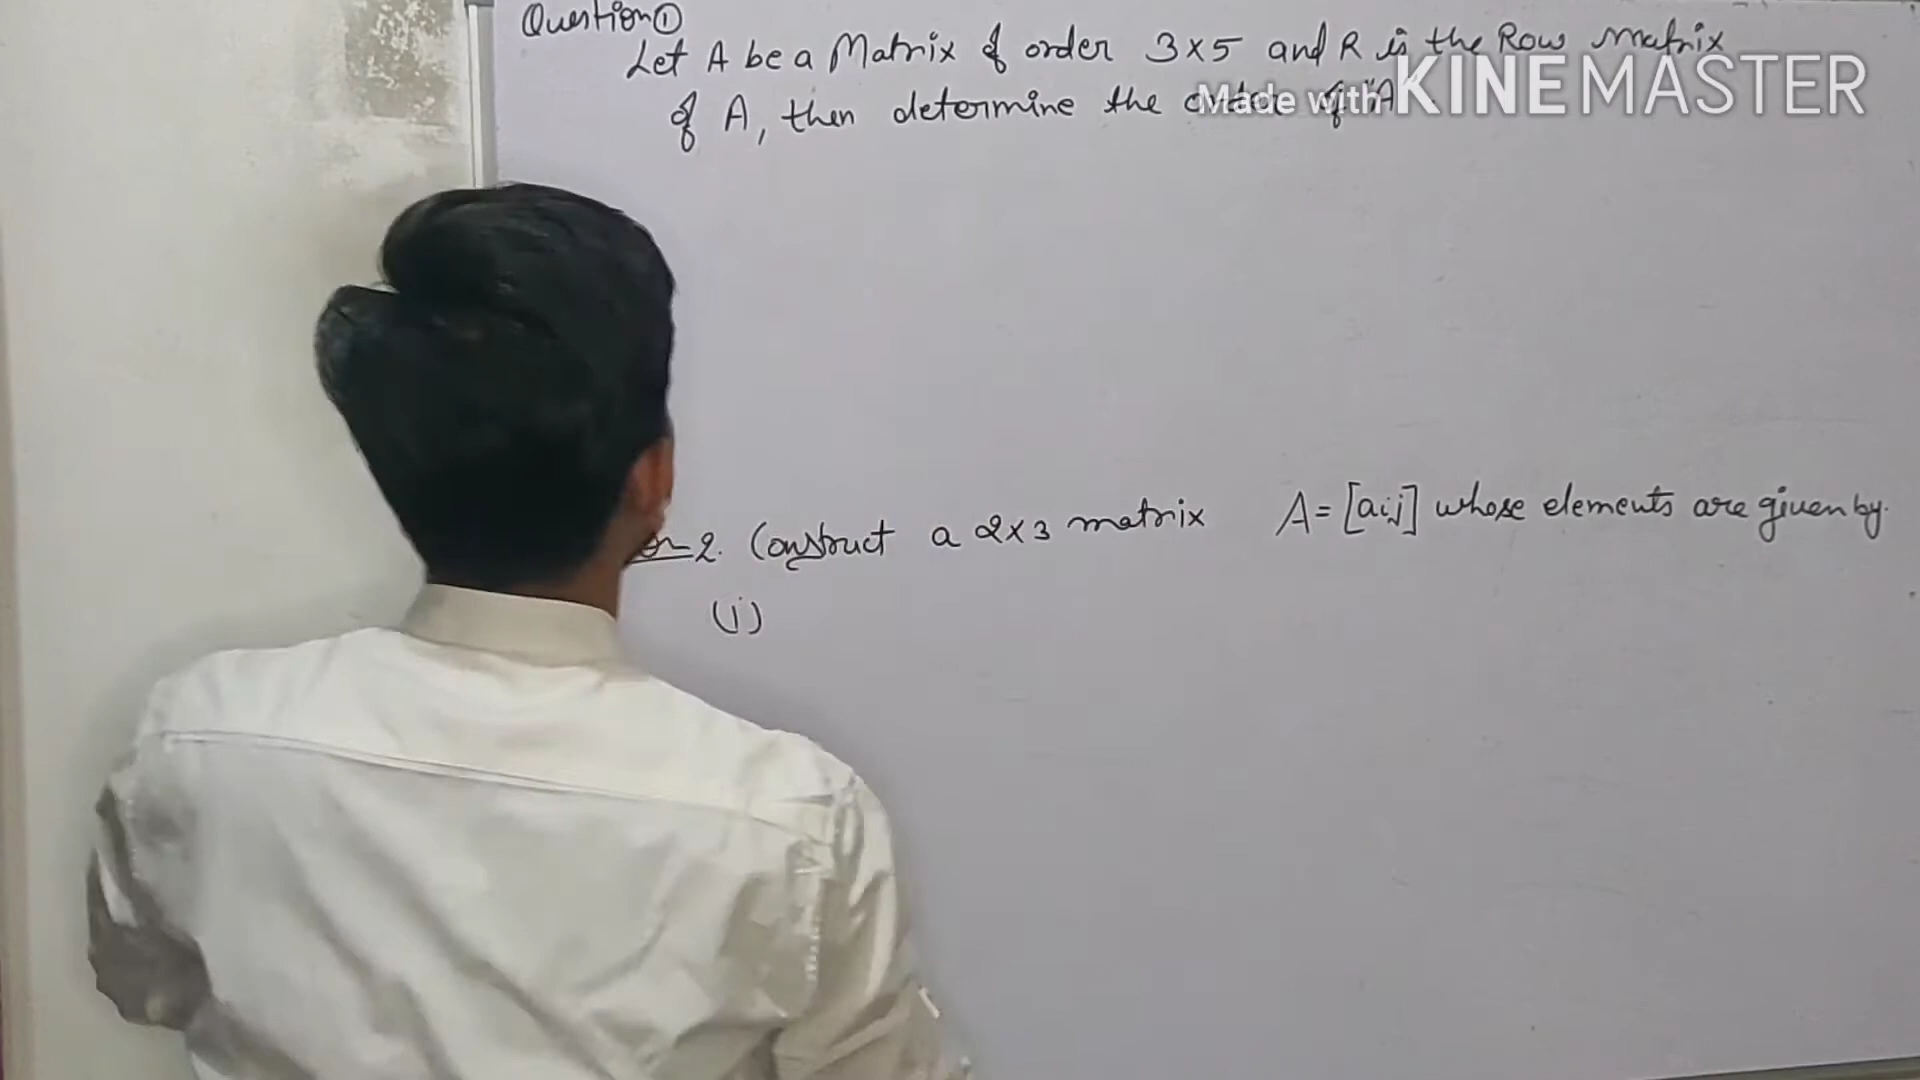 Question ①
Let A be a Matrix of order 3×5 and R is the Row matrix
of A, then determine the order of A
Made with KINEMASTER
2. Construct a 2×3 matrix A = [aij] whose elements are given by.
(i)